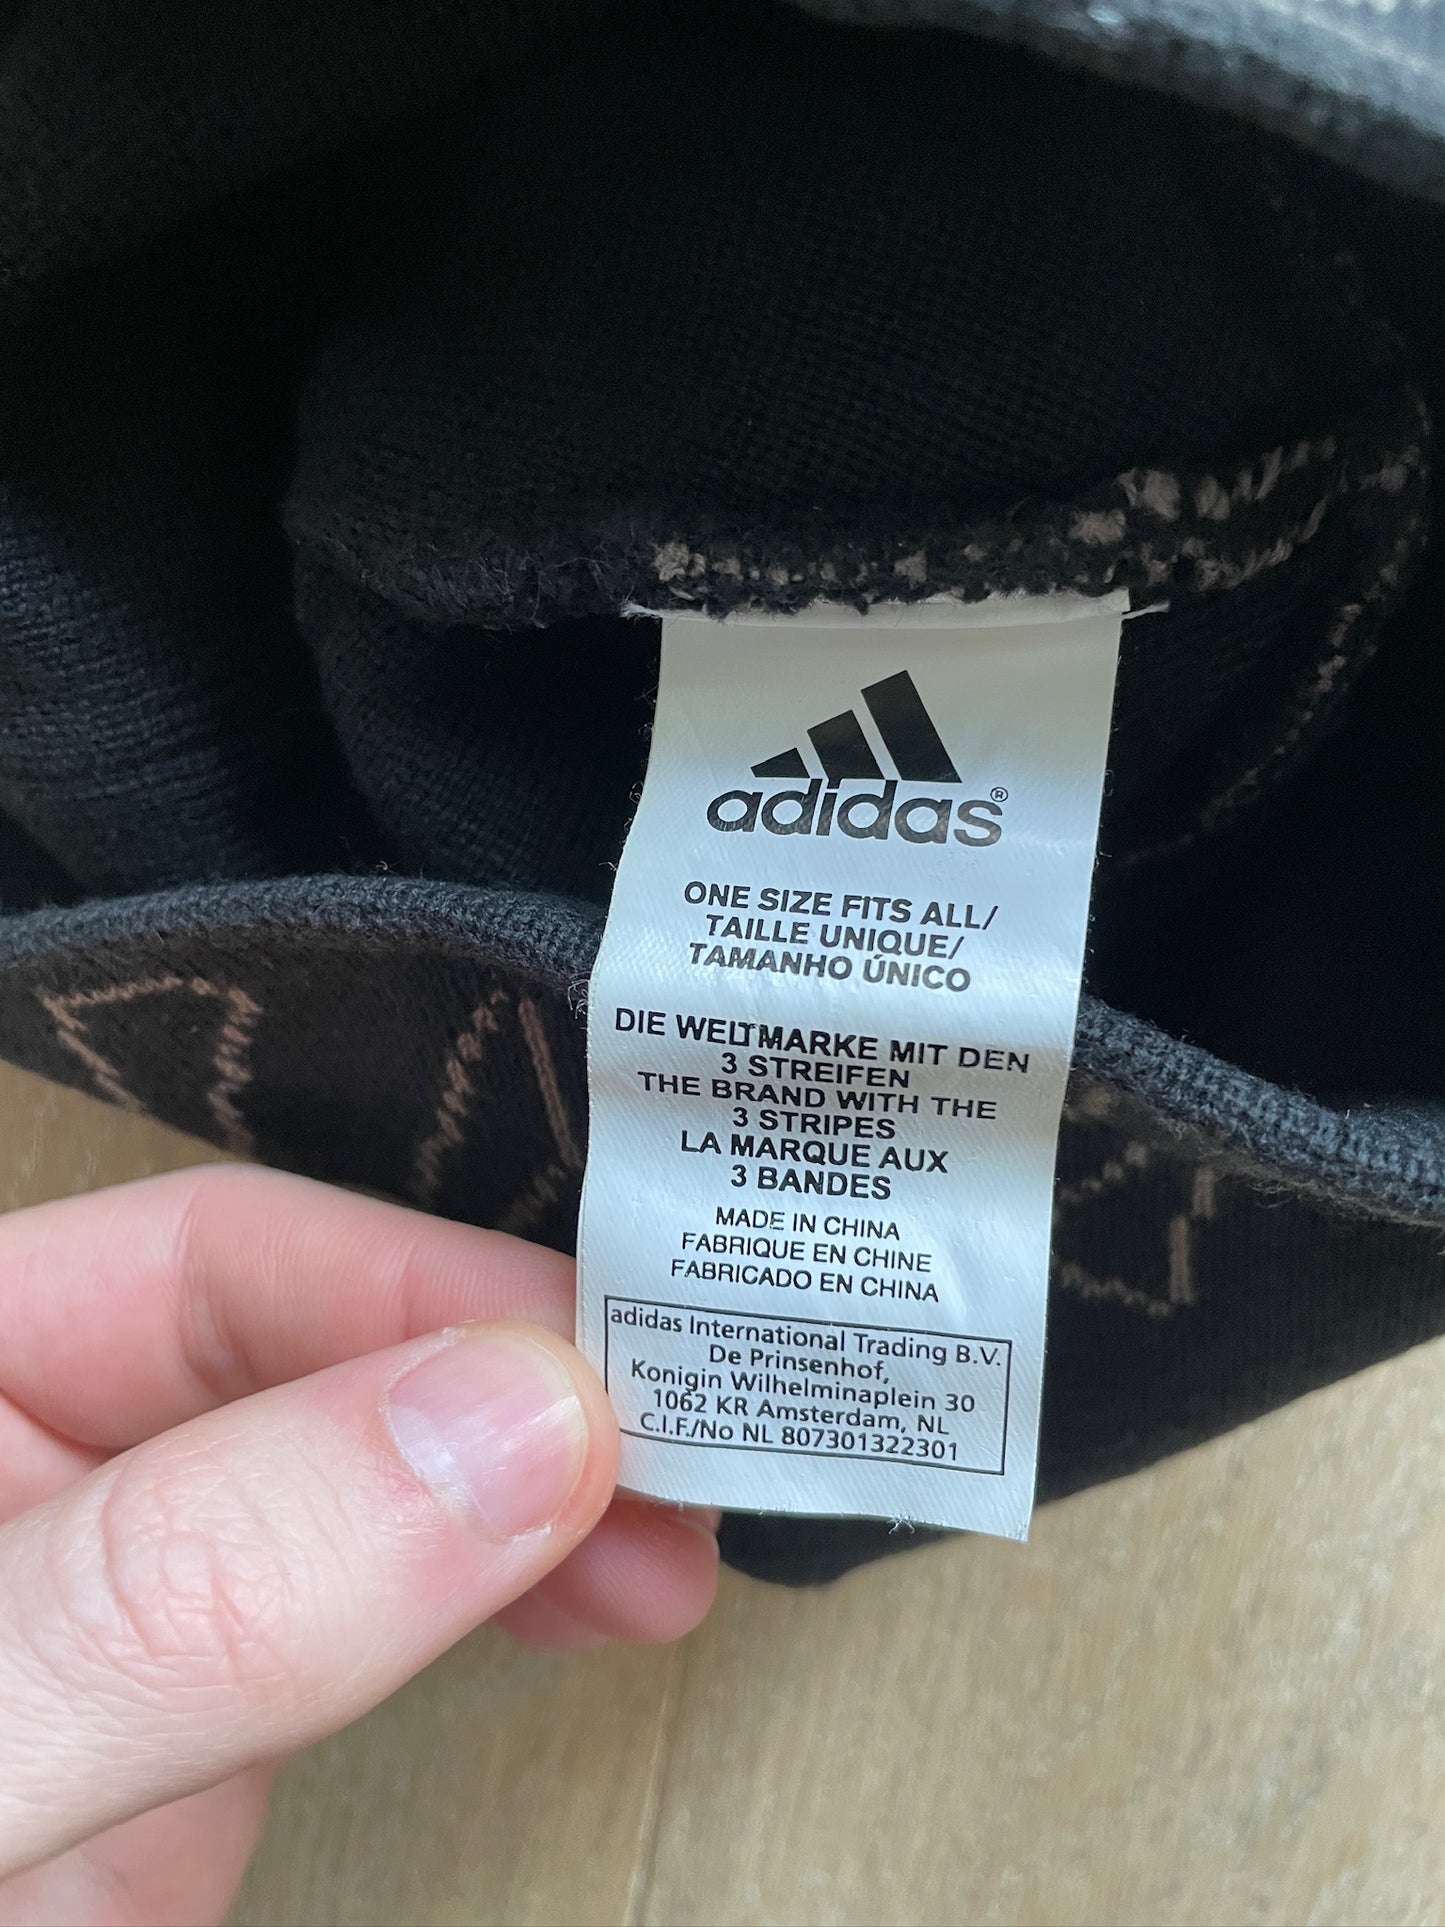 adidas®
ONE SIZE FITS ALL/
TAILLE UNIQUE/
TAMANHO ÚNICO
DIE WELTMARKE MIT DEN
3 STREIFEN
THE BRAND WITH THE
3 STRIPES
LA MARQUE AUX
3 BANDES
MADE IN CHINA
FABRIQUE EN CHINE
FABRICADO EN CHINA
adidas International Trading B.V.
De Prinsenhof,
Konigin Wilhelminaplein 30
1062 KR Amsterdam, NL
C.I.F./No NL 807301322301